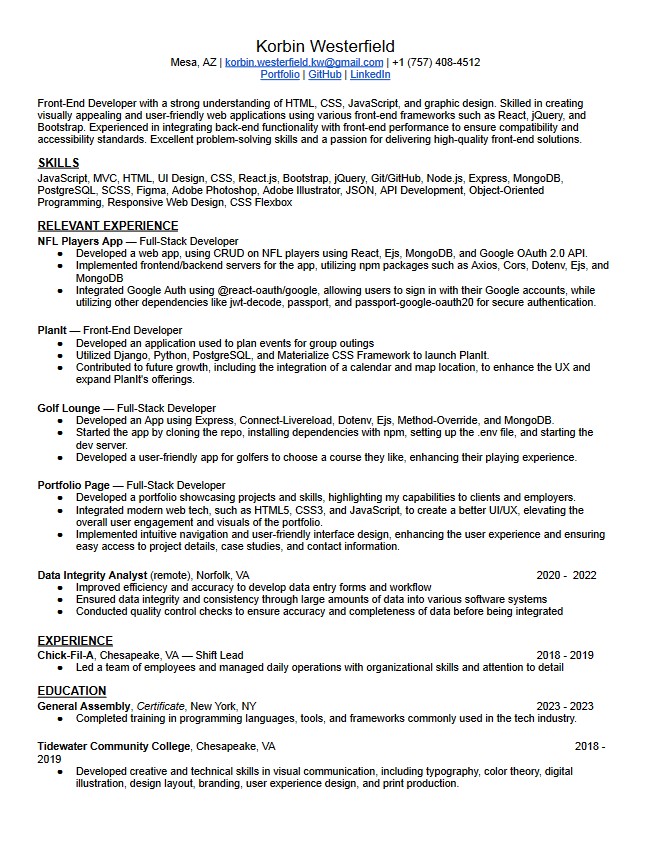 Korbin Westerfield
Mesa, AZ | korbin.westerfield.kw@gmail.com | +1 (757) 408-4512
Portfolio | GitHub | LinkedIn
Front-End Developer with a strong understanding of HTML, CSS, JavaScript, and graphic design. Skilled in creating
visually appealing and user-friendly web applications using various front-end frameworks such as React, jQuery, and
Bootstrap. Experienced in integrating back-end functionality with front-end performance to ensure compatibility and
accessibility standards. Excellent problem-solving skills and a passion for delivering high-quality front-end solutions.
SKILLS
JavaScript, MVC, HTML, UI Design, CSS, React.js, Bootstrap, jQuery, Git/GitHub, Node.js, Express, MongoDB,
PostgreSQL, SCSS, Figma, Adobe Photoshop, Adobe Illustrator, JSON, API Development, Object-Oriented
Programming, Responsive Web Design, CSS Flexbox
RELEVANT EXPERIENCE
NFL Players App — Full-Stack Developer
● Developed a web app, using CRUD on NFL players using React, Ejs, MongoDB, and Google OAuth 2.0 API.
● Implemented frontend/backend servers for the app, utilizing npm packages such as Axios, Cors, Dotenv, Ejs, and
MongoDB
● Integrated Google Auth using @react-oauth/google, allowing users to sign in with their Google accounts, while
utilizing other dependencies like jwt-decode, passport, and passport-google-oauth20 for secure authentication.
PlanIt — Front-End Developer
● Developed an application used to plan events for group outings
● Utilized Django, Python, PostgreSQL, and Materialize CSS Framework to launch PlanIt.
● Contributed to future growth, including the integration of a calendar and map location, to enhance the UX and
expand PlanIt's offerings.
Golf Lounge — Full-Stack Developer
● Developed an App using Express, Connect-Livereload, Dotenv, Ejs, Method-Override, and MongoDB.
● Started the app by cloning the repo, installing dependencies with npm, setting up the .env file, and starting the
dev server.
● Developed a user-friendly app for golfers to choose a course they like, enhancing their playing experience.
Portfolio Page — Full-Stack Developer
● Developed a portfolio showcasing projects and skills, highlighting my capabilities to clients and employers.
● Integrated modern web tech, such as HTML5, CSS3, and JavaScript, to create a better UI/UX, elevating the
overall user engagement and visuals of the portfolio.
● Implemented intuitive navigation and user-friendly interface design, enhancing the user experience and ensuring
easy access to project details, case studies, and contact information.
Data Integrity Analyst (remote), Norfolk, VA 2020 - 2022
● Improved efficiency and accuracy to develop data entry forms and workflow
● Ensured data integrity and consistency through large amounts of data into various software systems
● Conducted quality control checks to ensure accuracy and completeness of data before being integrated
EXPERIENCE
Chick-Fil-A, Chesapeake, VA — Shift Lead 2018 - 2019
● Led a team of employees and managed daily operations with organizational skills and attention to detail
EDUCATION
General Assembly, Certificate, New York, NY 2023 - 2023
● Completed training in programming languages, tools, and frameworks commonly used in the tech industry.
Tidewater Community College, Chesapeake, VA 2018 -
2019
● Developed creative and technical skills in visual communication, including typography, color theory, digital
illustration, design layout, branding, user experience design, and print production.